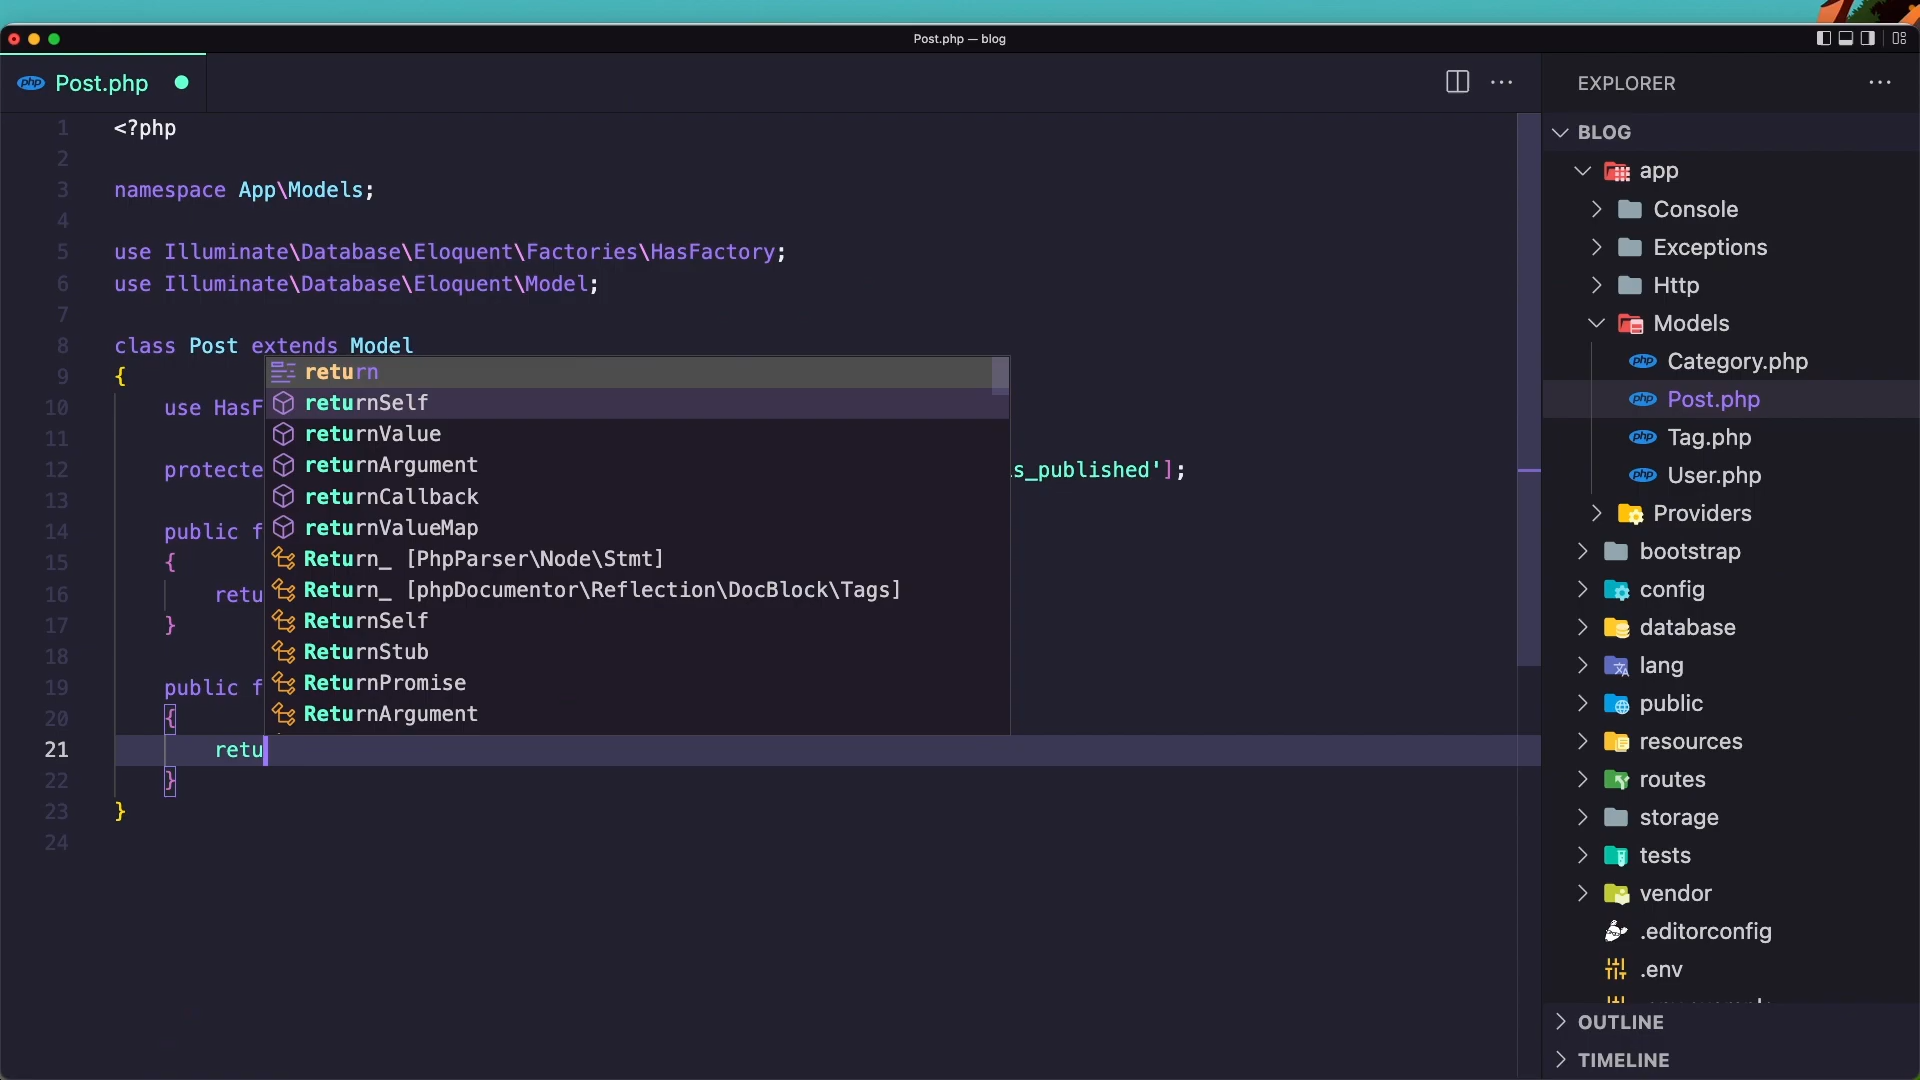 Post.php — blog
php Post.php
EXPLORER
1 <?php
2
3 namespace App\Models;
4
5 use Illuminate\Database\Eloquent\Factories\HasFactory;
6 use Illuminate\Database\Eloquent\Model;
7
8 class Post extends Model
9 {
10 use HasF
11
12 protecte s_published'];
13
14 public f
15 {
16 retu
17 }
18
19 public f
20 {
21 retu
22 }
23 }
24
return
returnSelf
returnValue
returnArgument
returnCallback
returnValueMap
Return_ [PhpParser\Node\Stmt]
Return_ [phpDocumentor\Reflection\DocBlock\Tags]
ReturnSelf
ReturnStub
ReturnPromise
ReturnArgument
BLOG
app
Console
Exceptions
Http
Models
php Category.php
php Post.php
php Tag.php
php User.php
Providers
bootstrap
config
database
lang
public
resources
routes
storage
tests
vendor
.editorconfig
.env
OUTLINE
TIMELINE